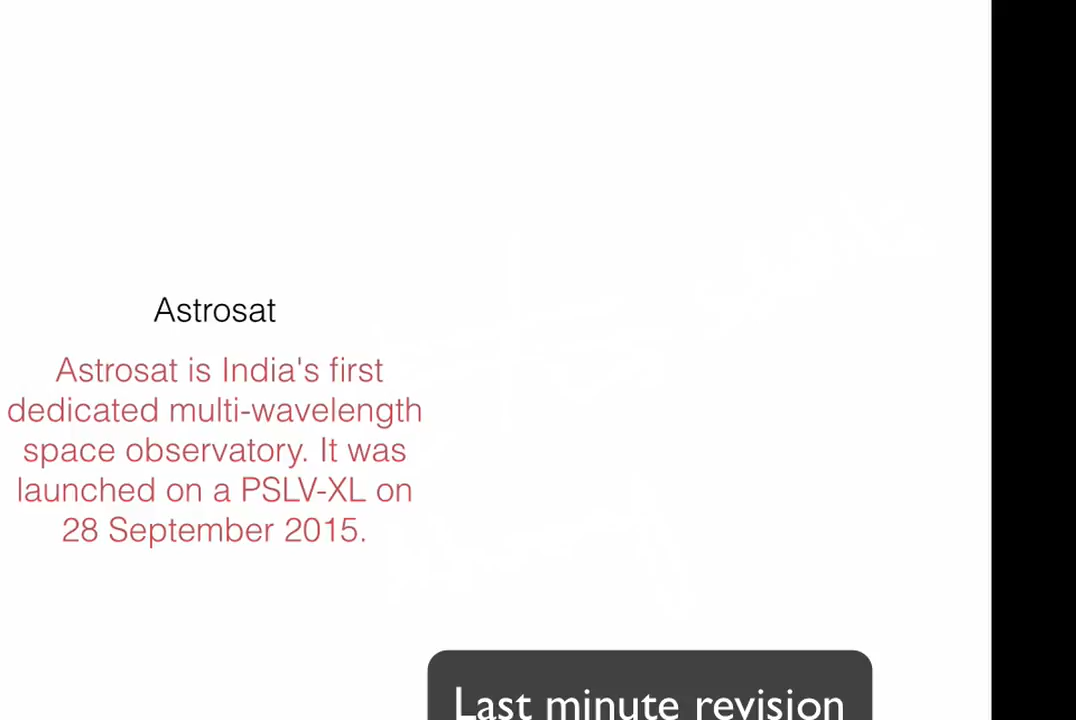 Astrosat
Astrosat is India's first
dedicated multi-wavelength
space observatory. It was
launched on a PSLV-XL on
28 September 2015.
Last minute revision